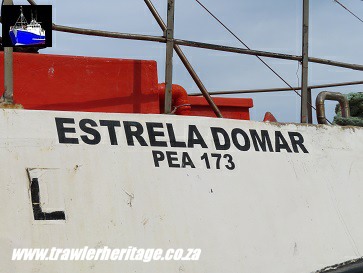 ESTRELA DOMAR
PEA 173
L
www.trawlerheritage.co.za